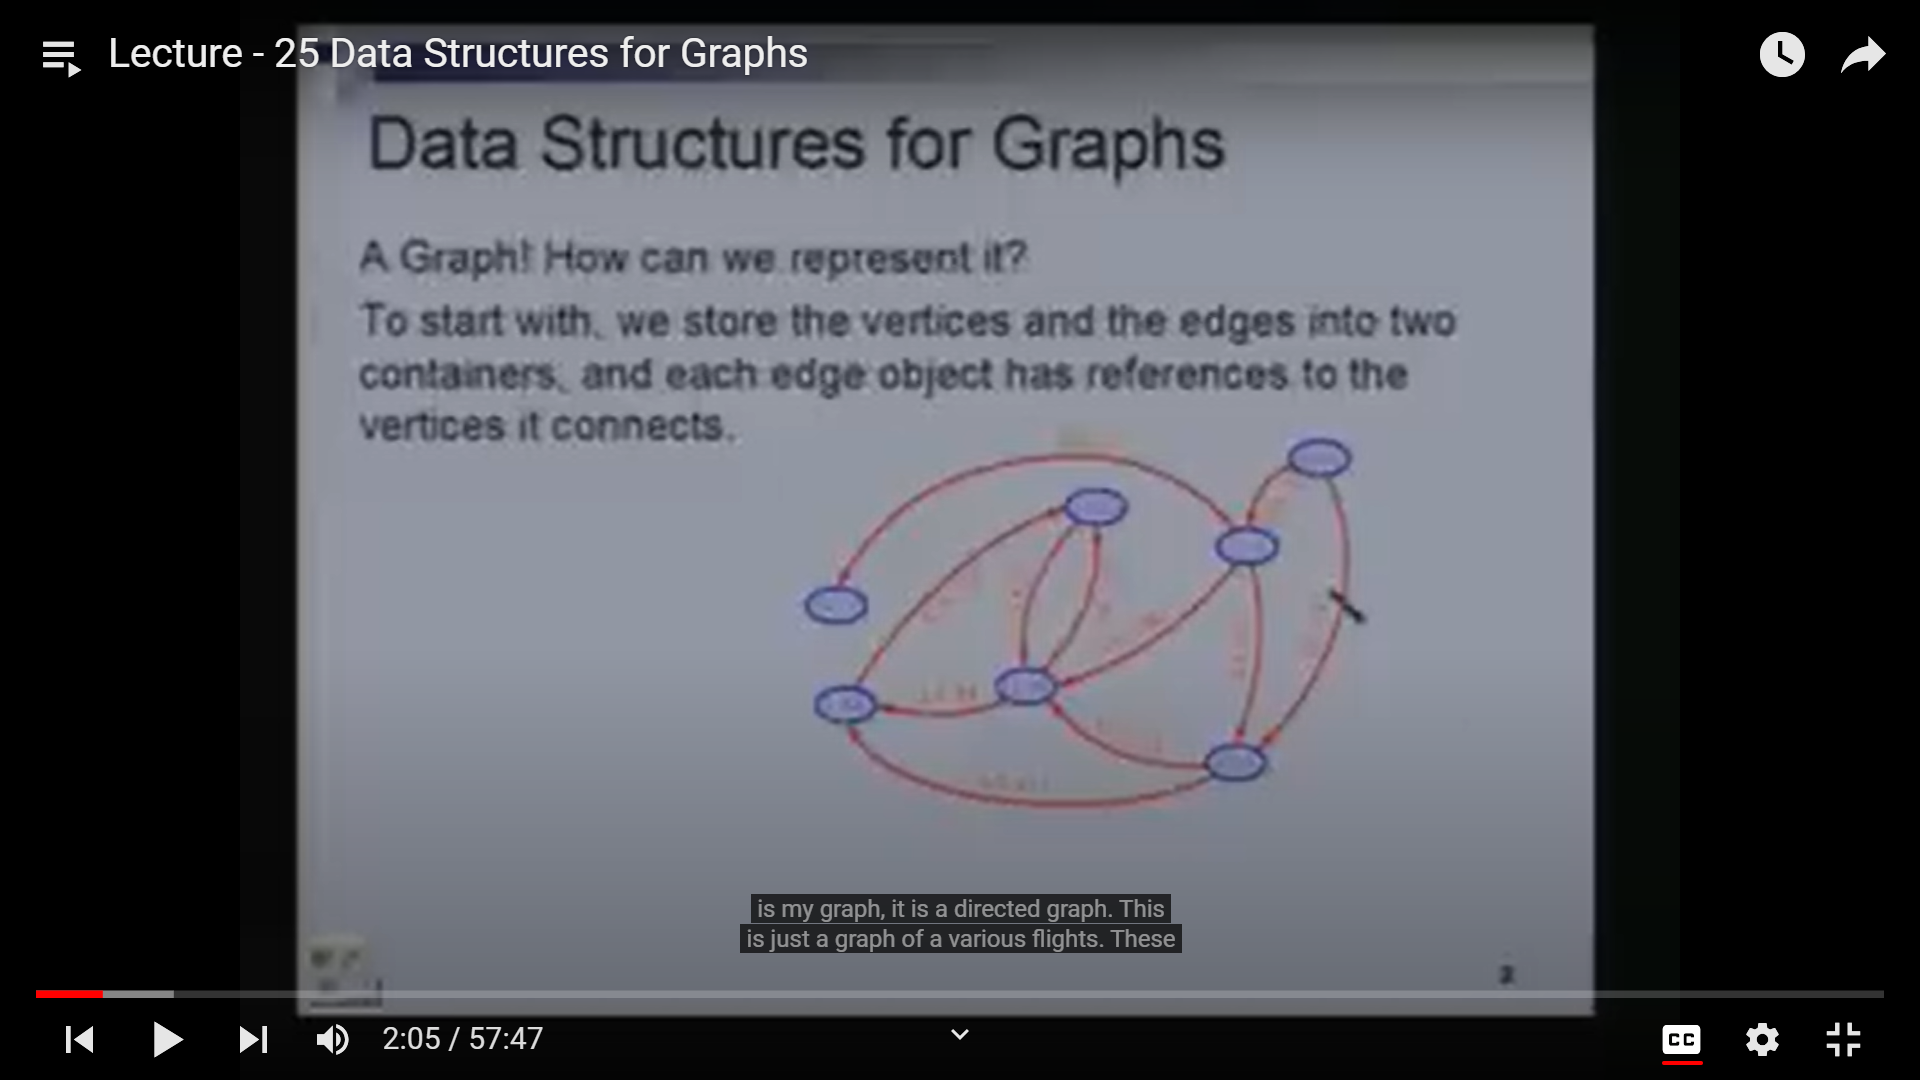 Lecture - 25 Data Structures for Graphs
Data Structures for Graphs
A Graph! How can we represent it?
To start with, we store the vertices and the edges into two
containers, and each edge object has references to the
vertices it connects.
is my graph, it is a directed graph. This
is just a graph of a various flights. These
2
2:05 / 57:47
CC